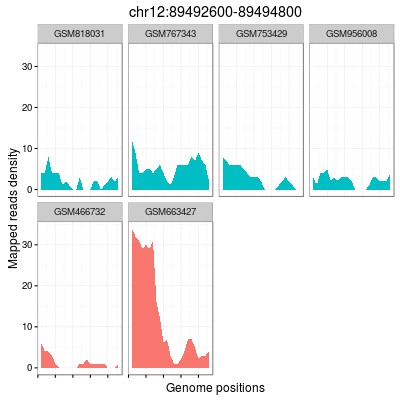 chr12:89492600-89494800
GSM818031 GSM767343 GSM753429 GSM956008
30
20
10
0
Mapped reads density
GSM466732 GSM663427
30
20
10
0
Genome positions